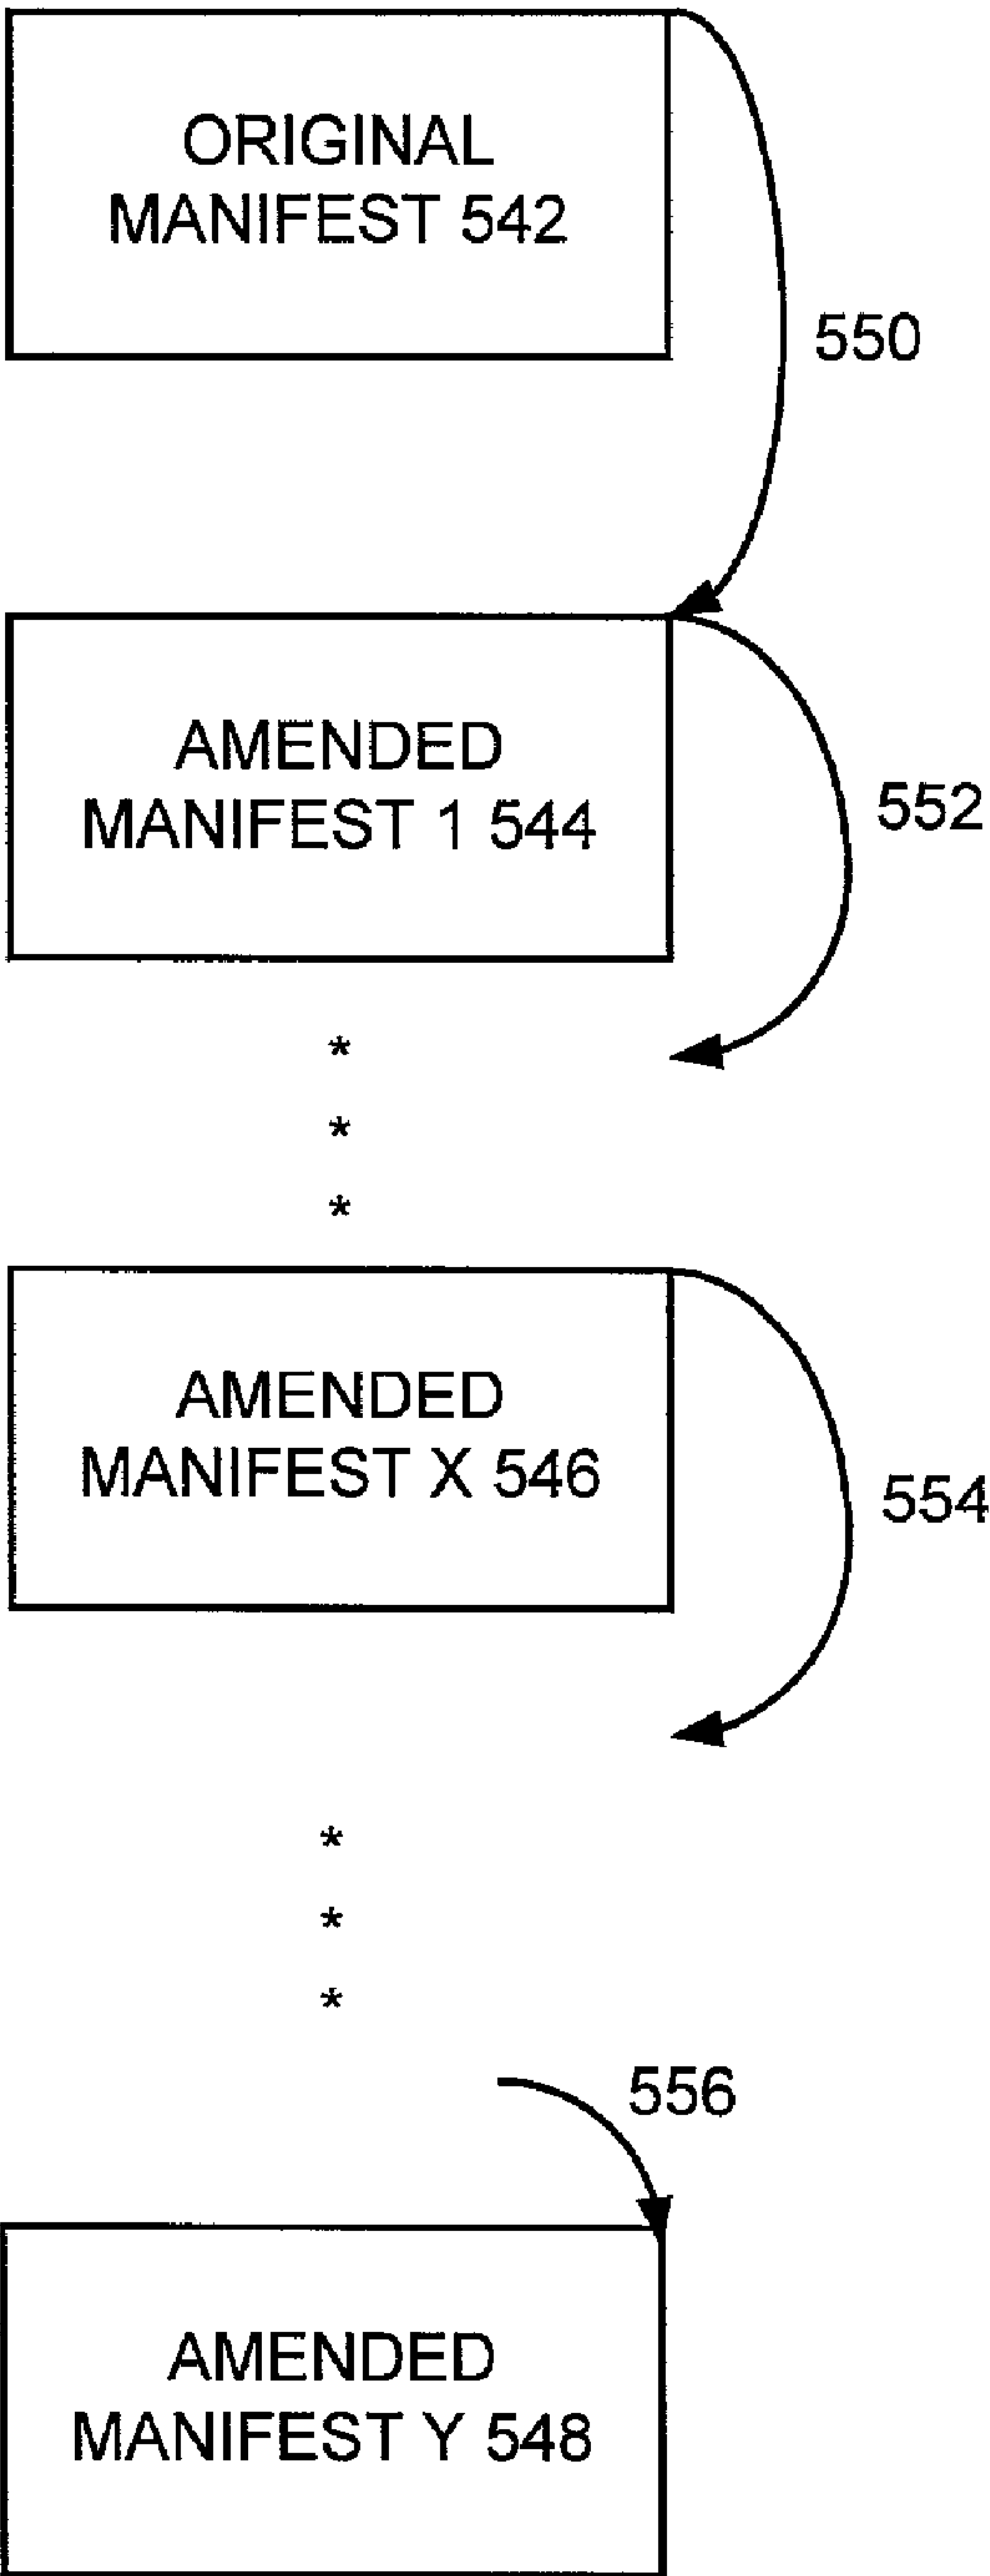 ORIGINAL
MANIFEST 542
550
AMENDED
MANIFEST 1 544
552
*
*
*
AMENDED
MANIFEST X 546
554
*
*
*
556
AMENDED
MANIFEST Y 548